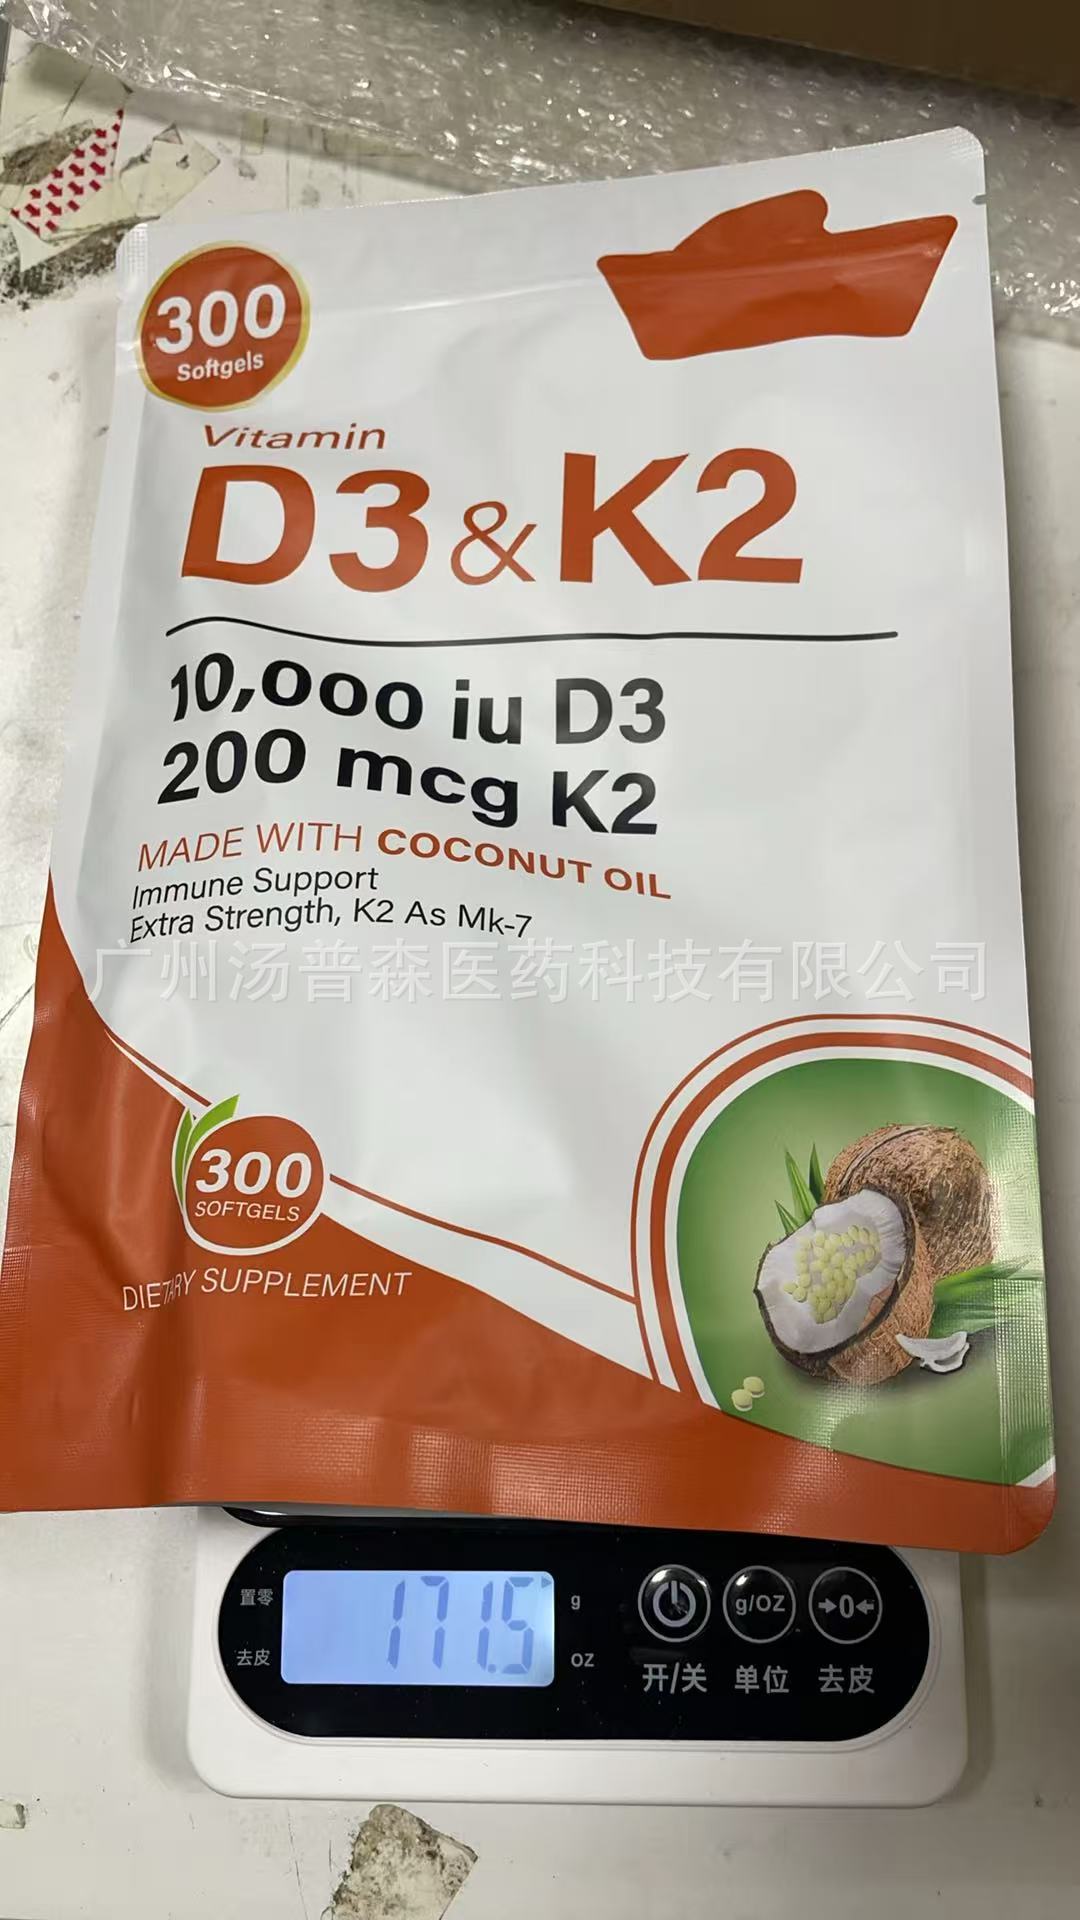 300
Softgels
Vitamin
D3&K2
10,000 iu D3
200 mcg K2
MADE WITH COCONUT OIL
Immune Support
Extra Strength, K2 As Mk-7
广州汤普森医药科技有限公司
300
SOFTGELS
DIETARY SUPPLEMENT
置零
171.5
g
去皮
oz
g/OZ
→0←
开/关
单位
去皮